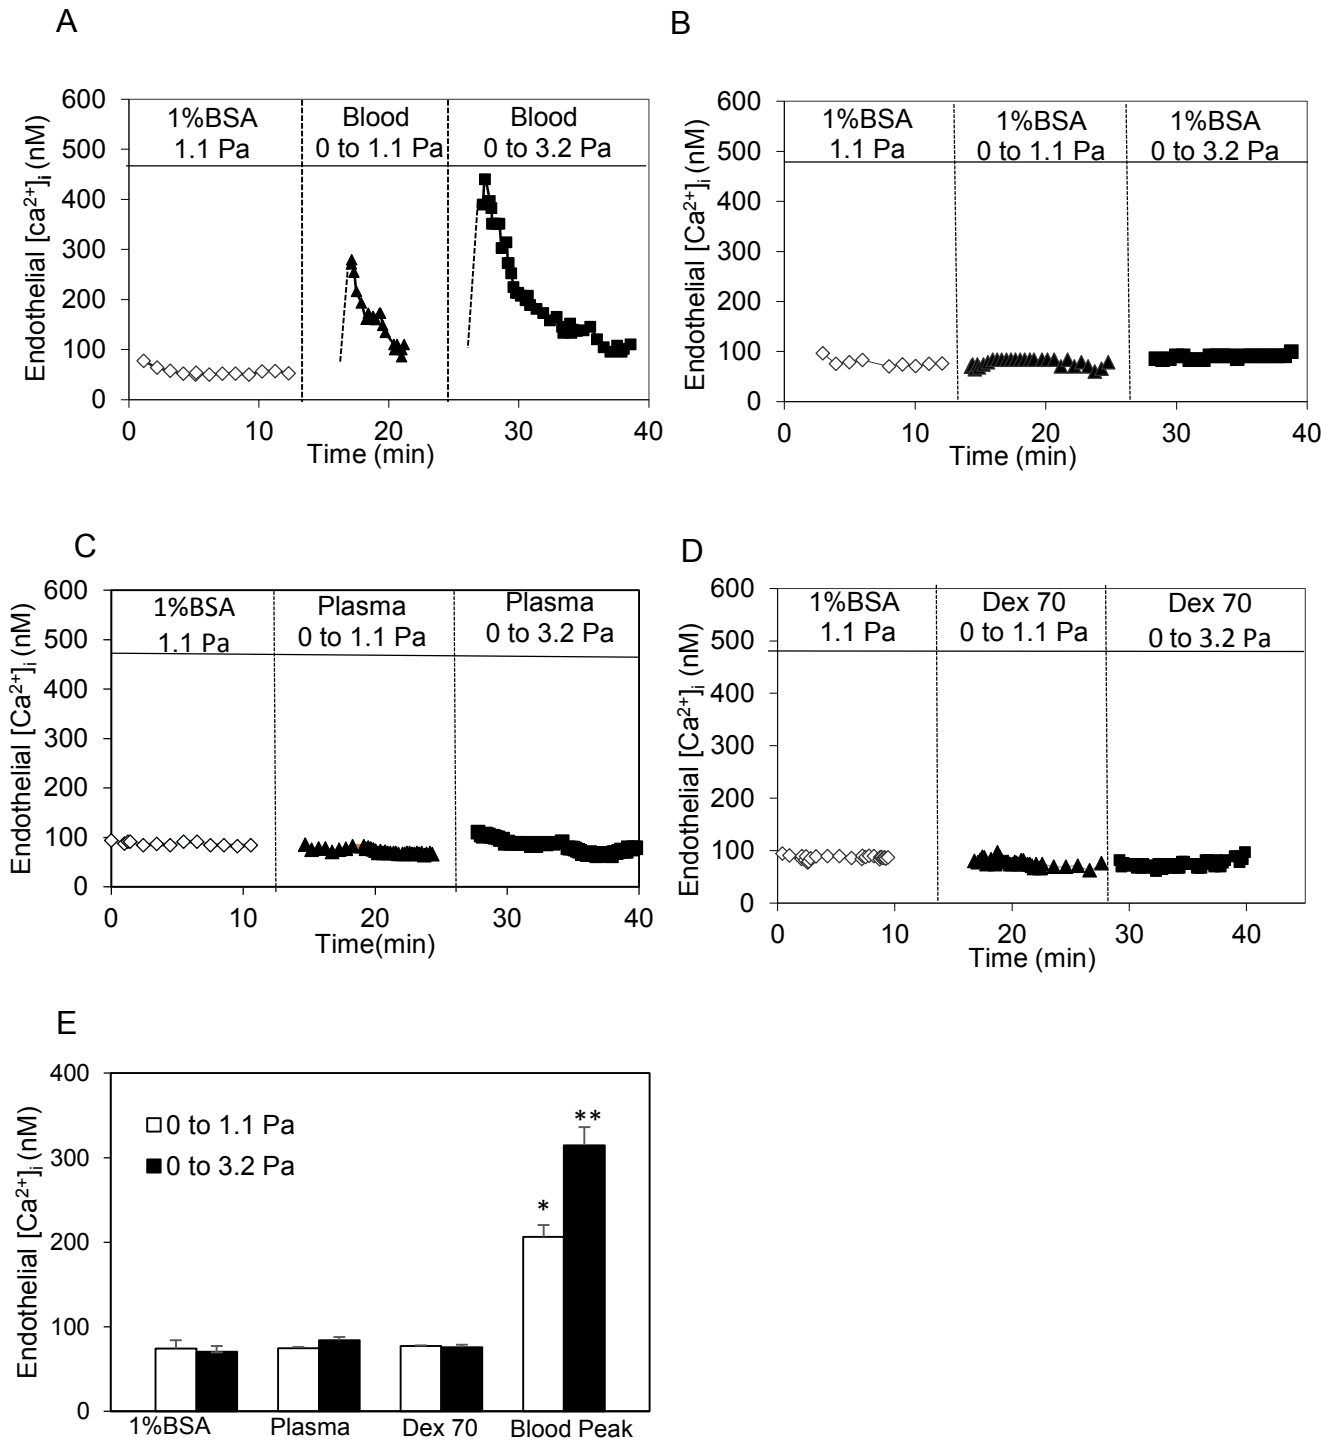 A
Endothelial [ca²⁺]ᵢ (nM)
600
500
400
300
200
100
0
1%BSA
1.1 Pa
Blood
0 to 1.1 Pa
Blood
0 to 3.2 Pa
0 10 20 30 40
Time (min)
B
Endothelial [Ca²⁺]ᵢ (nM)
600
500
400
300
200
100
0
1%BSA
1.1 Pa
1%BSA
0 to 1.1 Pa
1%BSA
0 to 3.2 Pa
0 10 20 30 40
Time (min)
C
Endothelial [Ca²⁺]ᵢ (nM)
600
500
400
300
200
100
0
1%BSA
1.1 Pa
Plasma
0 to 1.1 Pa
Plasma
0 to 3.2 Pa
0 10 20 30 40
Time(min)
D
Endothelial [Ca²⁺]ᵢ (nM)
600
500
400
300
200
100
0
1%BSA
1.1 Pa
Dex 70
0 to 1.1 Pa
Dex 70
0 to 3.2 Pa
0 10 20 30 40
Time (min)
E
Endothelial [Ca²⁺]ᵢ (nM)
400
300
200
100
0
0 to 1.1 Pa
0 to 3.2 Pa
*
**
1%BSA Plasma Dex 70 Blood Peak